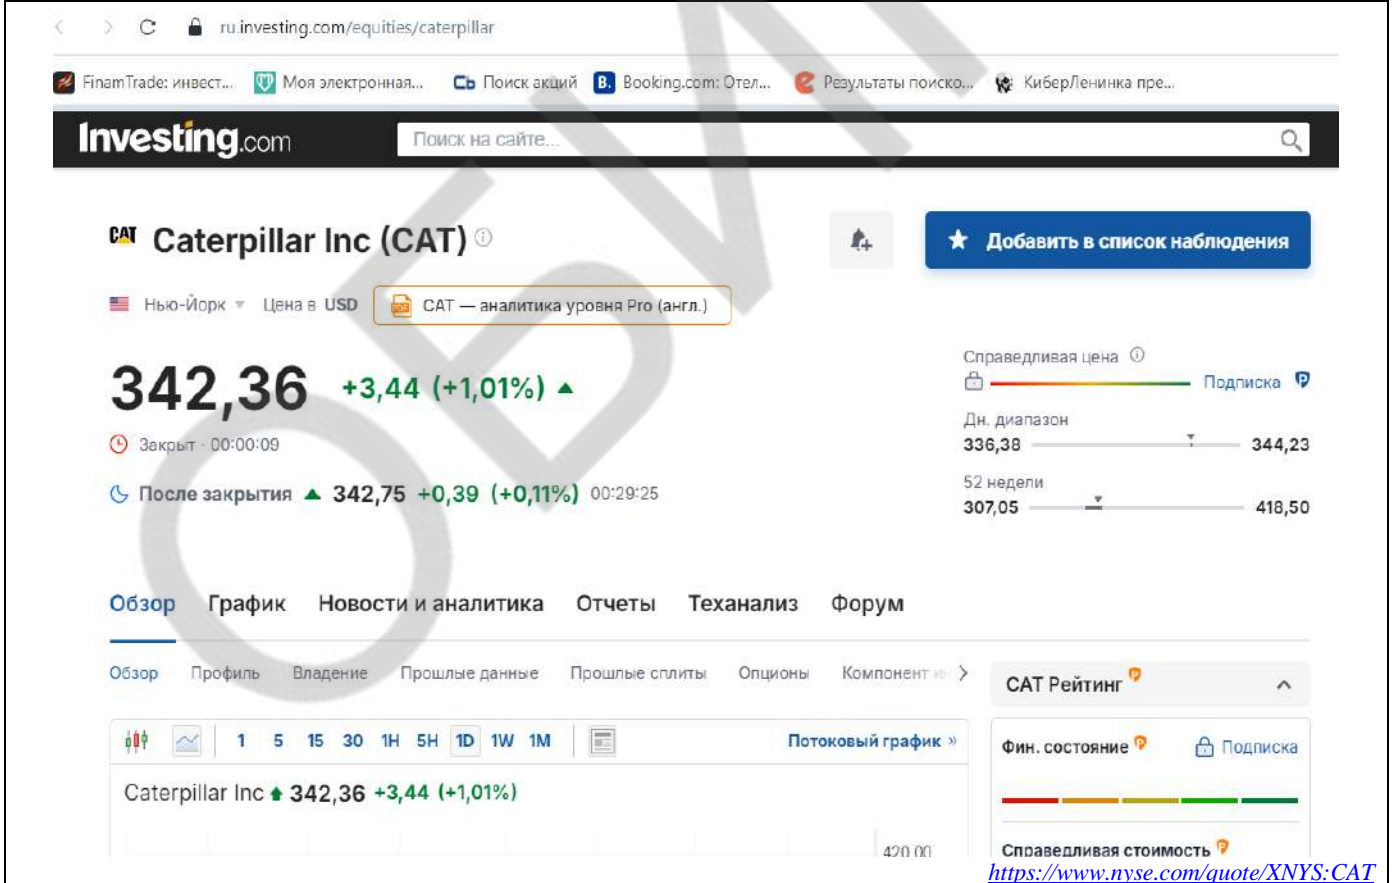 ru.investing.com/equities/caterpillar
FinamTrade: инвест... Моя электронная... Сь Поиск акций B. Booking.com: Отел... Результаты поиско... КиберЛенинка пре...
Investing.com Поиск на сайте...
CAT Caterpillar Inc (CAT) Добавить в список наблюдения
Нью-Йорк Цена в USD CAT — аналитика уровня Pro (англ.)
Справедливая цена
342,36 +3,44 (+1,01%) Подписка
Дн. диапазон
Закрыт · 00:00:09 336,38 344,23
52 недели
После закрытия 342,75 +0,39 (+0,11%) 00:29:25 307,05 418,50
Обзор График Новости и аналитика Отчеты Теханализ Форум
Обзор Профиль Владение Прошлые данные Прошлые сплиты Опционы Компонент CAT Рейтинг
1 5 15 30 1H 5H 1D 1W 1M Потоковый график » Фин. состояние Подписка
Caterpillar Inc 342,36 +3,44 (+1,01%)
420,00 Справедливая стоимость
https://www.nyse.com/quote/XNYS:CAT